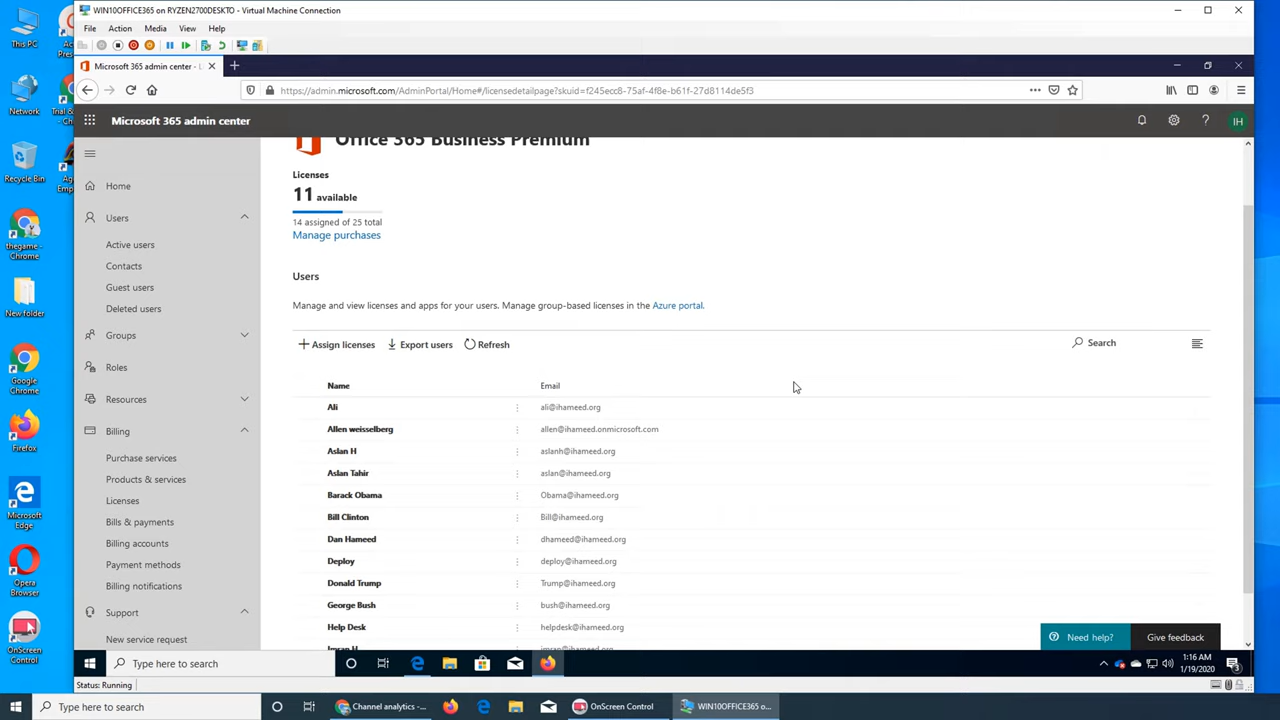 WIN10OFFICE365 on RYZEN2700DESKTO - Virtual Machine Connection
File Action Media View Help
Microsoft 365 admin center - L
https://admin.microsoft.com/AdminPortal/Home#/licensedetailpage?skuid=f245ecc8-75af-4f8e-b61f-27d8114de5f3
Microsoft 365 admin center
IH
Office 365 Business Premium
Licenses
11 available
14 assigned of 25 total
Manage purchases
Users
Manage and view licenses and apps for your users. Manage group-based licenses in the Azure portal.
Assign licenses Export users Refresh Search
Name Email
Ali ali@ihameed.org
Allen weisselberg allen@ihameed.onmicrosoft.com
Aslan H aslanh@ihameed.org
Aslan Tahir aslan@ihameed.org
Barack Obama Obama@ihameed.org
Bill Clinton Bill@ihameed.org
Dan Hameed dhameed@ihameed.org
Deploy deploy@ihameed.org
Donald Trump Trump@ihameed.org
George Bush bush@ihameed.org
Help Desk helpdesk@ihameed.org
Imran H imran@ihameed.org
Home
Users
Active users
Contacts
Guest users
Deleted users
Groups
Roles
Resources
Billing
Purchase services
Products & services
Licenses
Bills & payments
Billing accounts
Payment methods
Billing notifications
Support
New service request
Need help? Give feedback
Type here to search
1:16 AM
1/19/2020
Status: Running
This PC
Network
Recycle Bin
thegame -
Chrome
New folder
Google
Chrome
Firefox
Microsoft
Edge
Opera
Browser
OnScreen
Control
Type here to search
Channel analytics -...
OnScreen Control
WIN10OFFICE365 o...